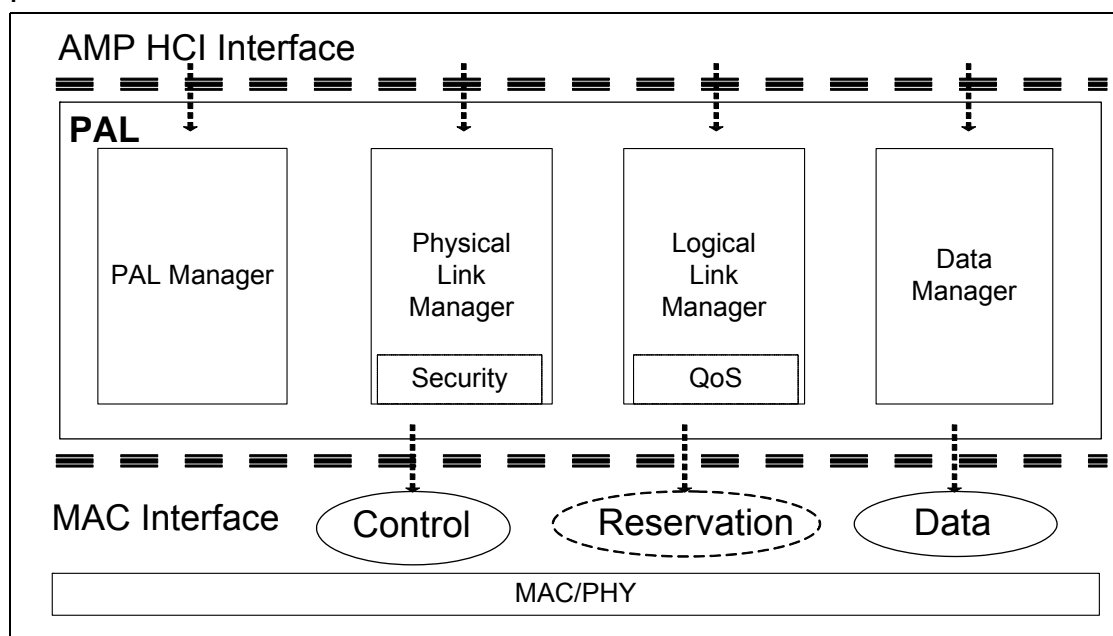 AMP HCI Interface
PAL
PAL Manager
Physical
Link
Manager
Security
Logical
Link
Manager
QoS
Data
Manager
MAC Interface
Control
Reservation
Data
MAC/PHY